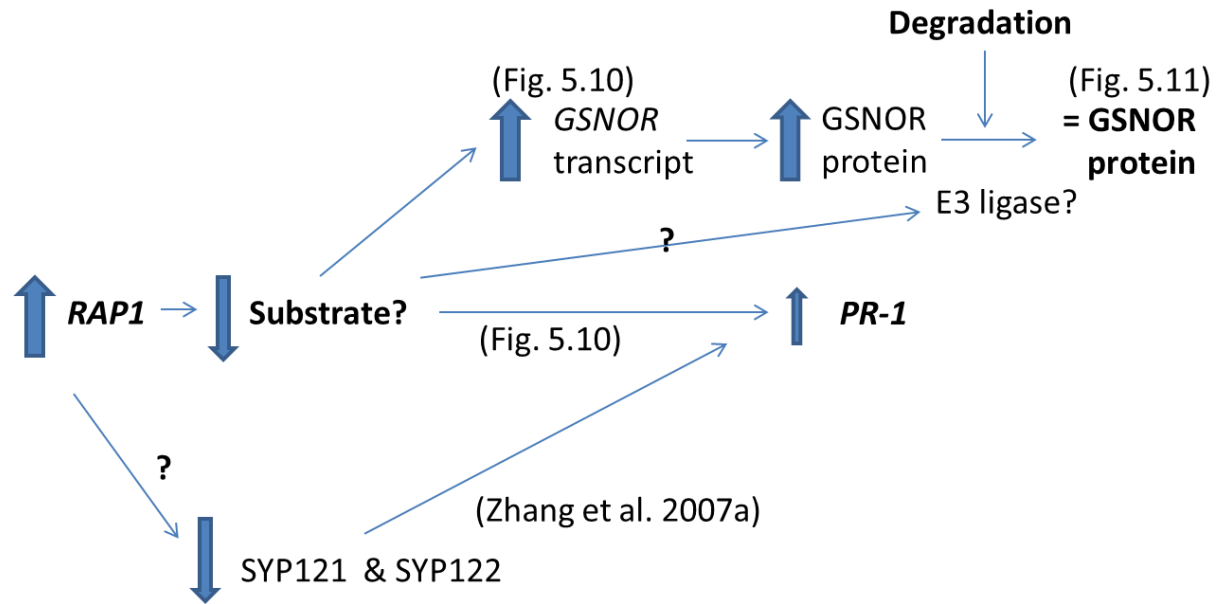 Degradation
(Fig. 5.10)
(Fig. 5.11)
GSNOR
transcript
GSNOR
protein
= GSNOR
protein
E3 ligase?
?
RAP1
Substrate?
PR-1
(Fig. 5.10)
?
(Zhang et al. 2007a)
SYP121 & SYP122